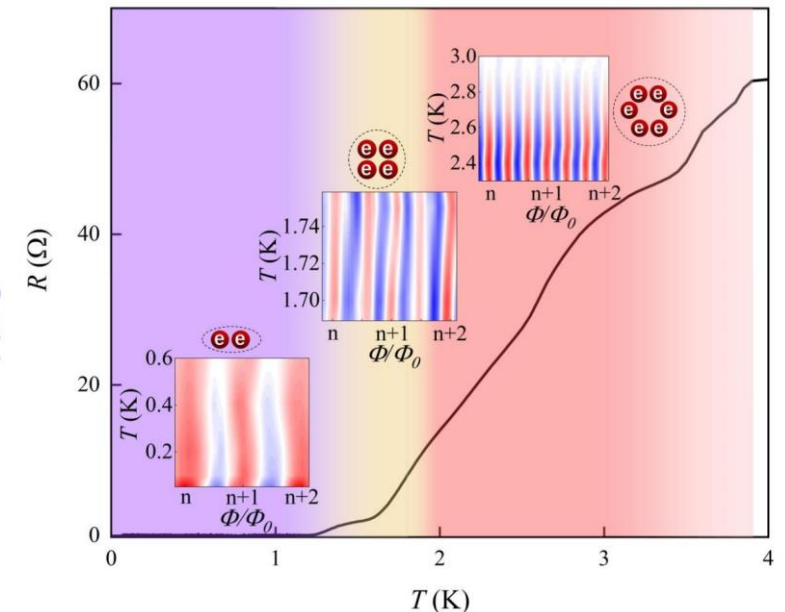 60
40
20
0
R (Ω)
0 1 2 3 4
T (K)
3.0
2.8
2.6
2.4
T (K)
n n+1 n+2
Φ/Φ₀
e e
e e
e e
e e
e e
1.74
1.72
1.70
T (K)
n n+1 n+2
Φ/Φ₀
e e
0.6
0.4
0.2
T (K)
n n+1 n+2
Φ/Φ₀